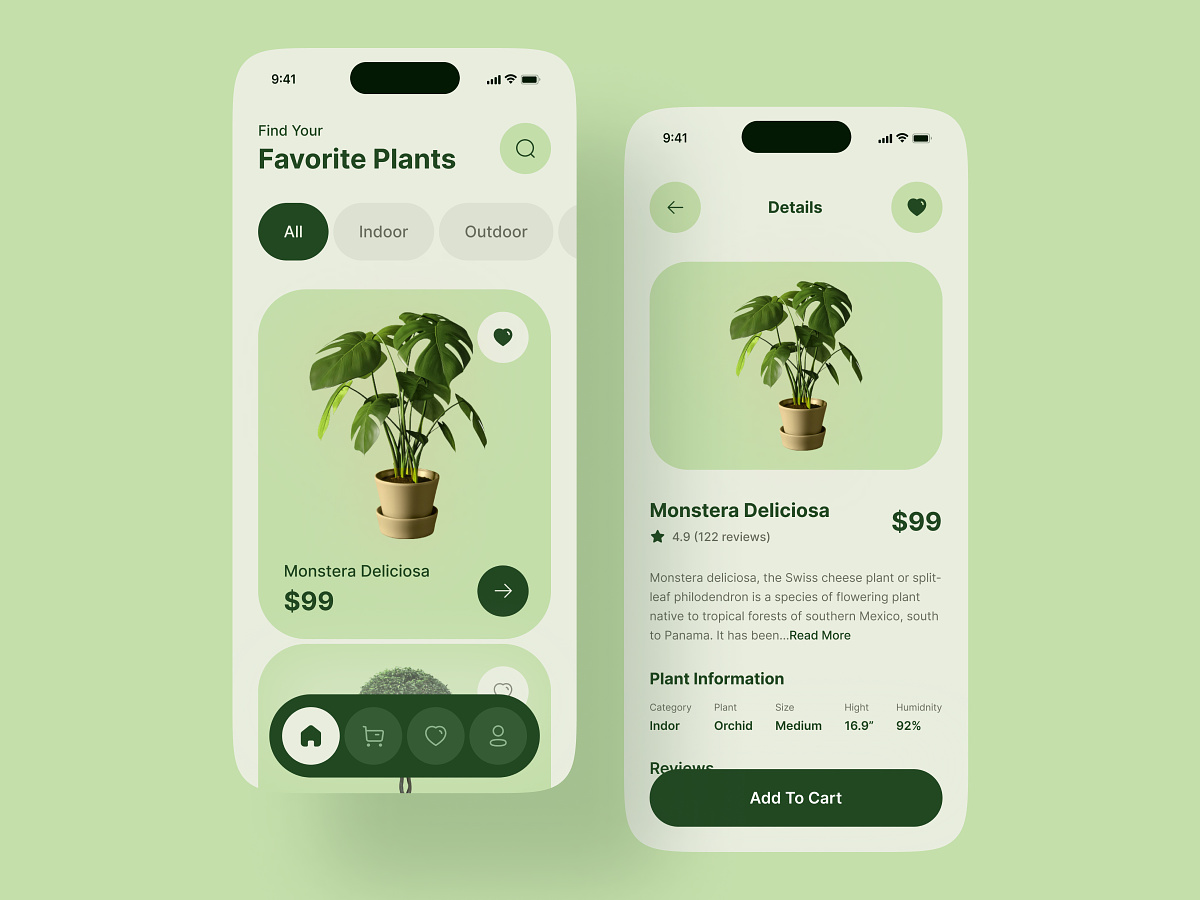 9:41
Find Your
Favorite Plants
All Indoor Outdoor
Monstera Deliciosa
$99
9:41
Details
Monstera Deliciosa
$99
4.9 (122 reviews)
Monstera deliciosa, the Swiss cheese plant or split-
leaf philodendron is a species of flowering plant
native to tropical forests of southern Mexico, south
to Panama. It has been...Read More
Plant Information
Category Plant Size Hight Humidnity
Indor Orchid Medium 16.9” 92%
Reviews
Add To Cart